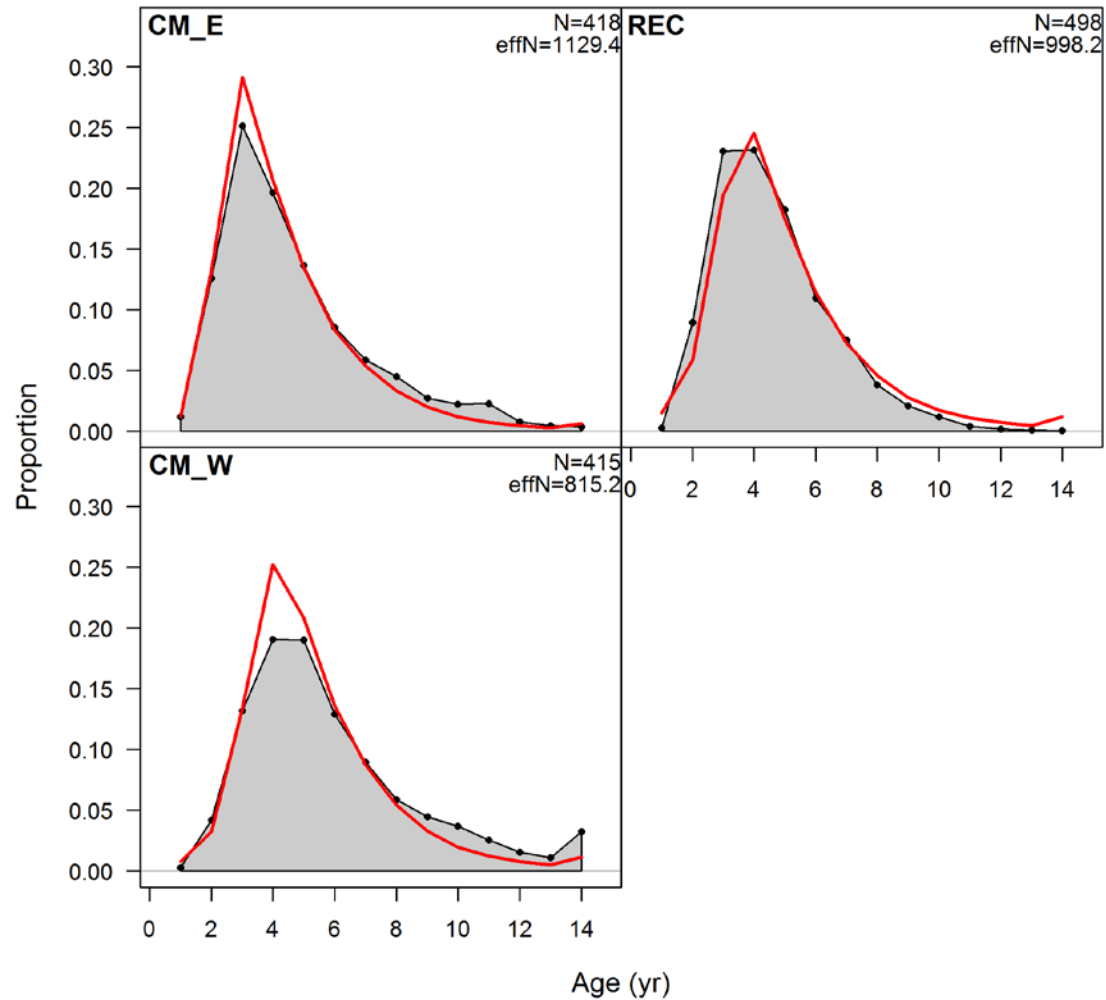 CM_E
N=418
effN=1129.4
REC
N=498
effN=998.2
0.30
0.25
0.20
0.15
0.10
0.05
0.00
CM_W
N=415
effN=815.2
0 2 4 6 8 10 12 14
0.30
0.25
0.20
0.15
0.10
0.05
0.00
0 2 4 6 8 10 12 14
Proportion
Age (yr)